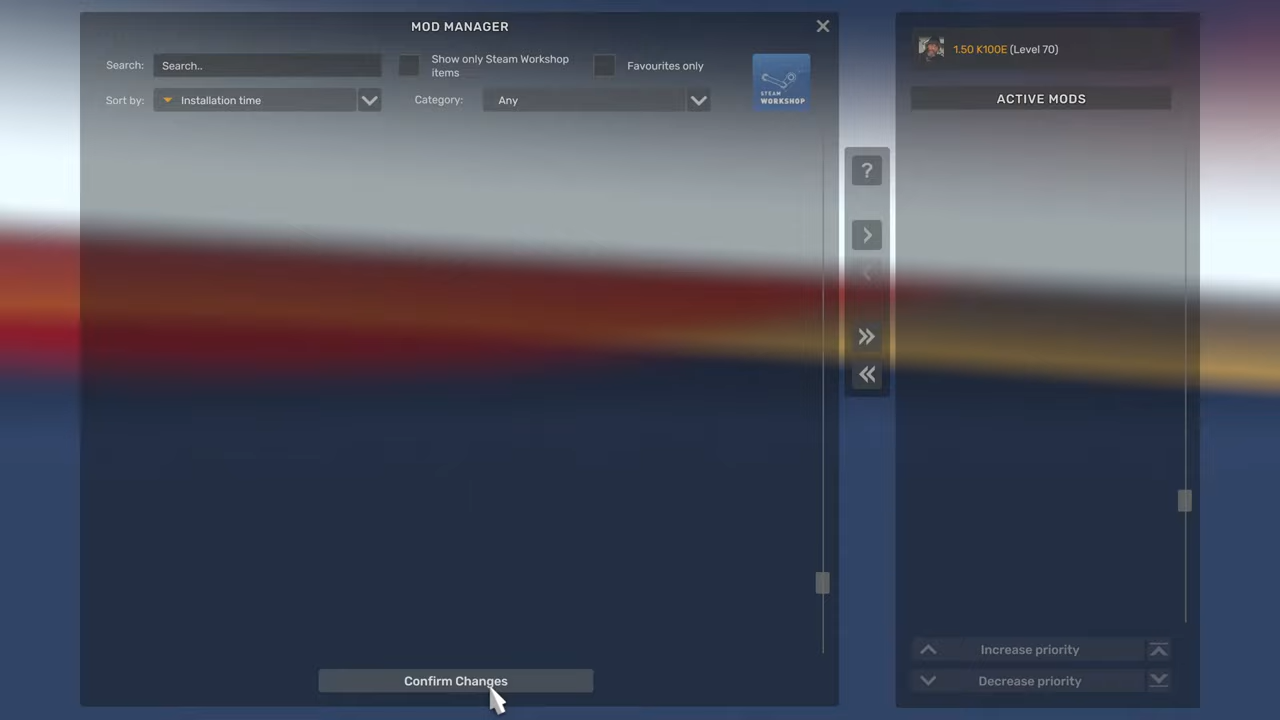 MOD MANAGER
Search:
Search..
Show only Steam Workshop
items
Favourites only
STEAM
WORKSHOP
Sort by:
Installation time
Category:
Any
1.50 K100E (Level 70)
ACTIVE MODS
?
Confirm Changes
Increase priority
Decrease priority